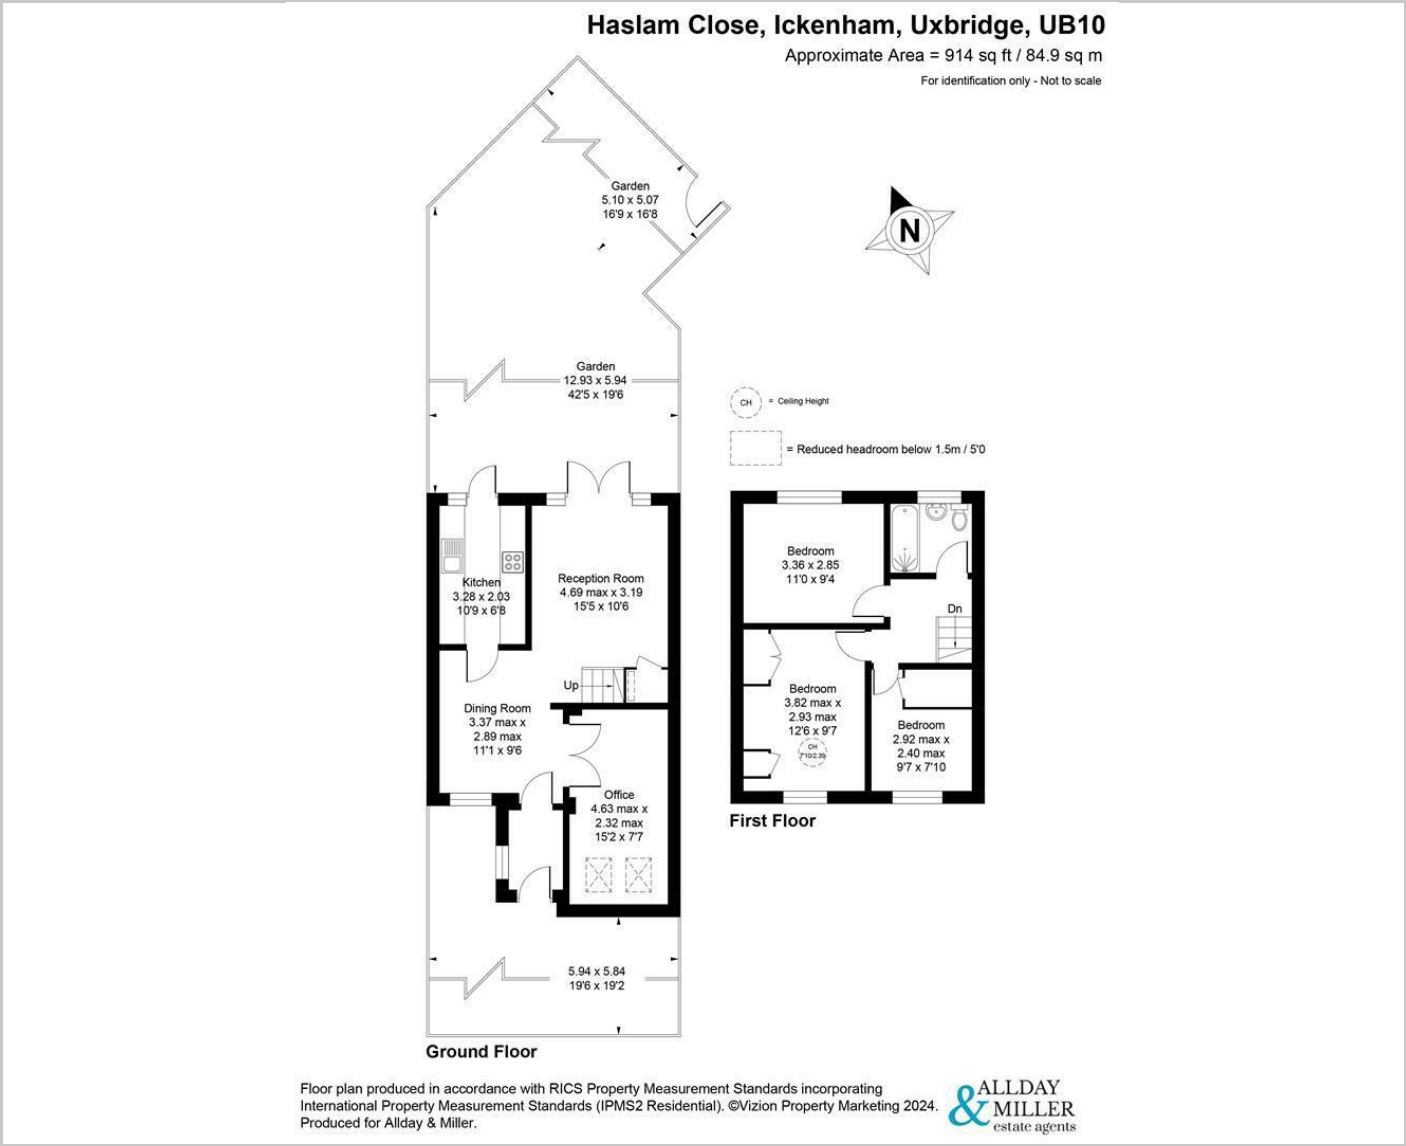 Haslam Close, Ickenham, Uxbridge, UB10
Approximate Area = 914 sq ft / 84.9 sq m
For identification only - Not to scale
Garden
5.10 x 5.07
16'9 x 16'8
N
Garden
12.93 x 5.94
42'5 x 19'6
CH = Ceiling Height
= Reduced headroom below 1.5m / 5'0
Kitchen
3.28 x 2.03
10'9 x 6'8
Reception Room
4.69 max x 3.19
15'5 x 10'6
Up
Dining Room
3.37 max x
2.89 max
11'1 x 9'6
Office
4.63 max x
2.32 max
15'2 x 7'7
5.94 x 5.84
19'6 x 19'2
Ground Floor
Bedroom
3.36 x 2.85
11'0 x 9'4
Dn
Bedroom
3.82 max x
2.93 max
12'6 x 9'7
CH
7'10/2.39
Bedroom
2.92 max x
2.40 max
9'7 x 7'10
First Floor
Floor plan produced in accordance with RICS Property Measurement Standards incorporating
International Property Measurement Standards (IPMS2 Residential). ©Vizion Property Marketing 2024.
Produced for Allday & Miller.
ALLDAY
& MILLER
estate agents